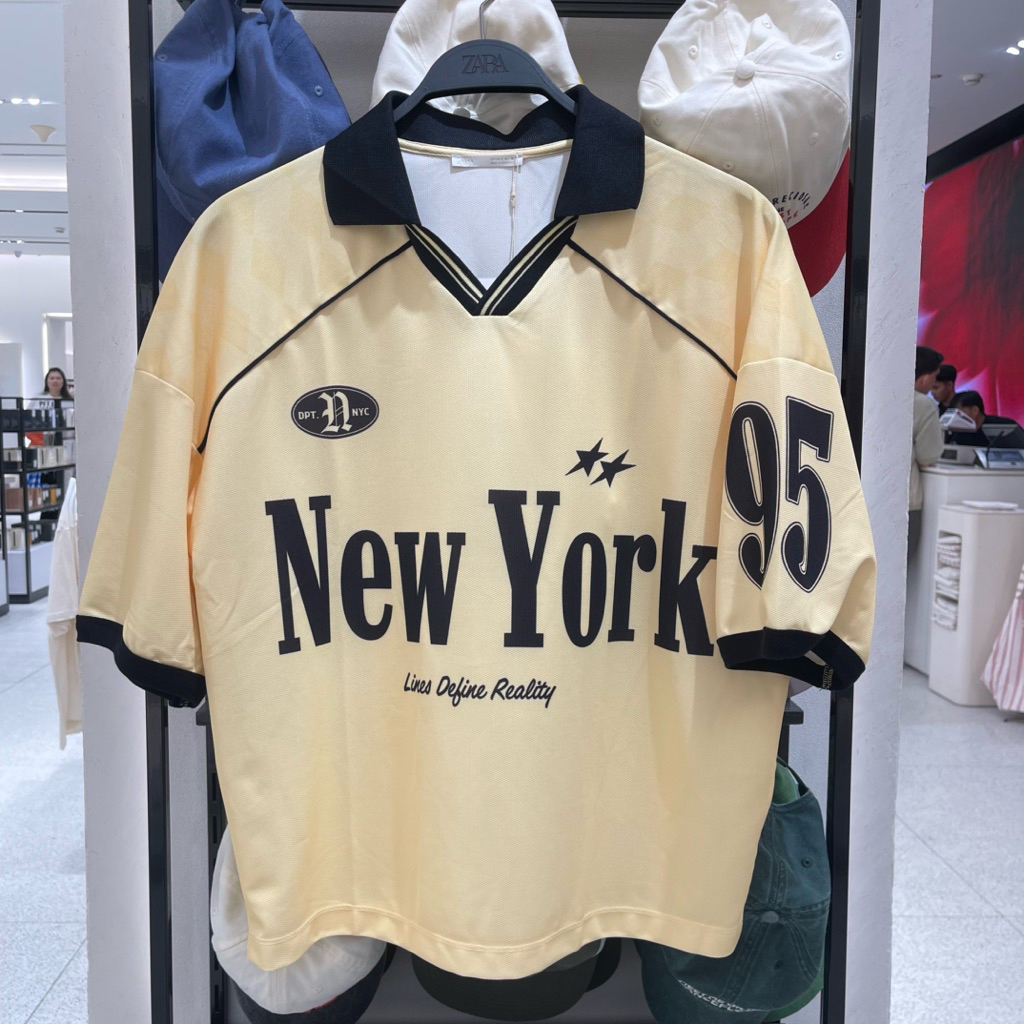 ZARA
DPT. N NYC
New York
95
Lines Define Reality